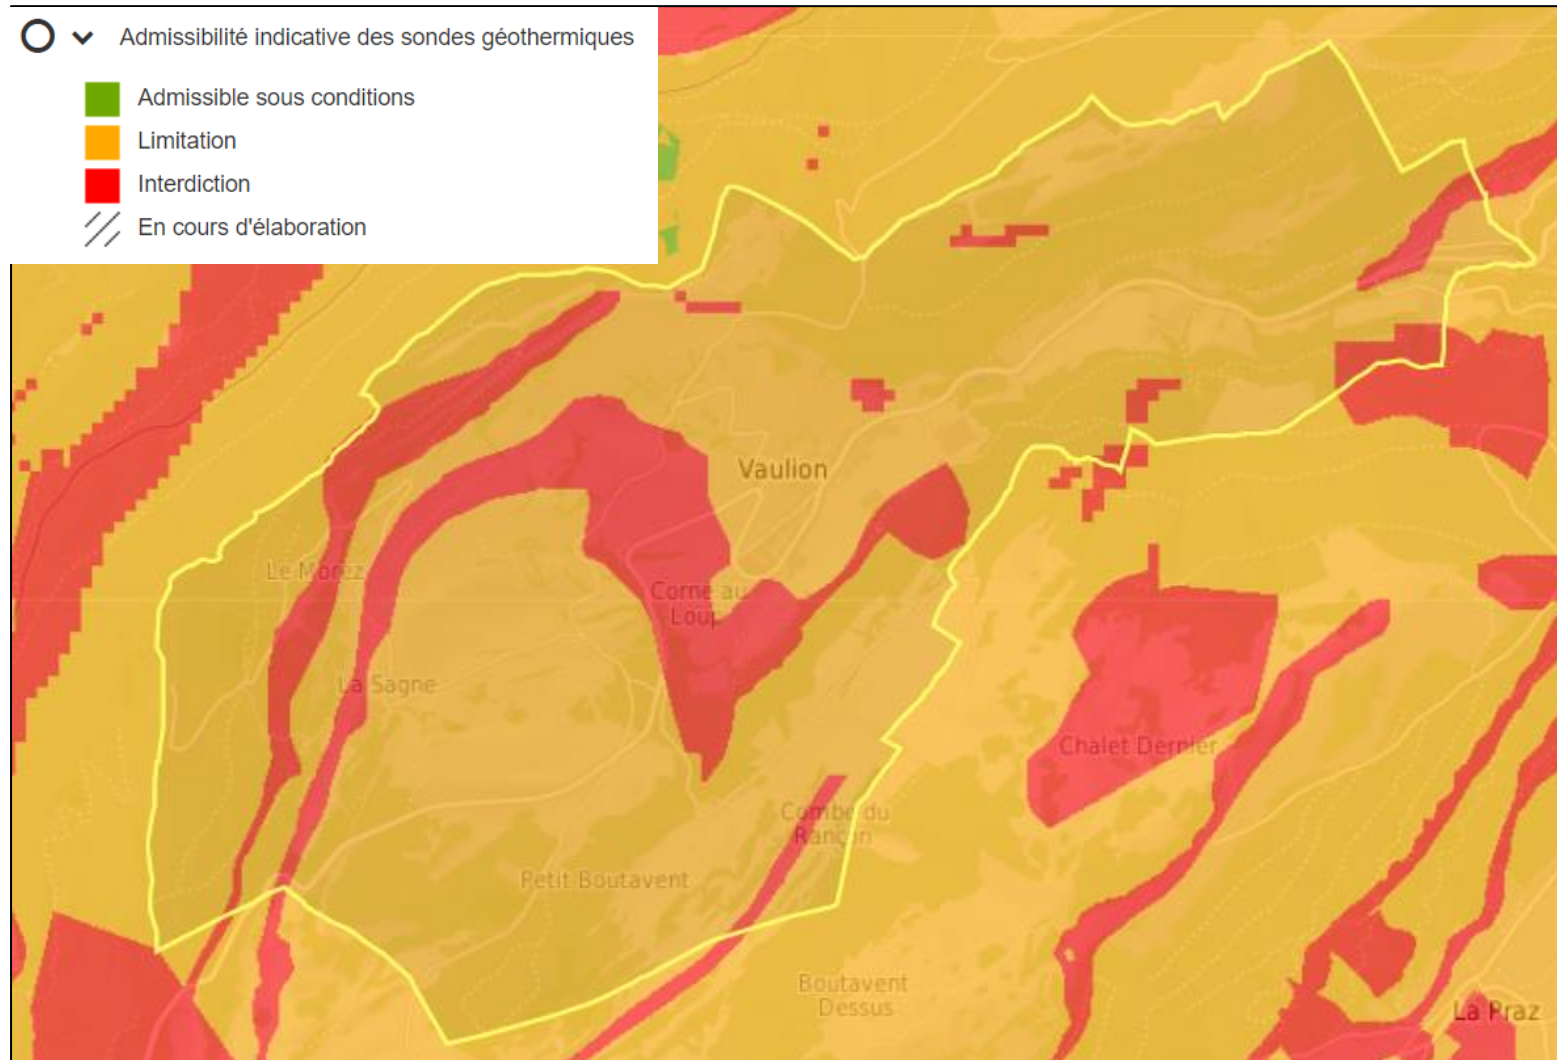 Admissibilité indicative des sondes géothermiques
Admissible sous conditions
Limitation
Interdiction
En cours d'élaboration
Vaulion
Le Morez
Corne au
Loup
La Sagne
Chalet Dernier
Combe du
Rançon
Petit Boutavent
Boutavent
Dessus
La Praz